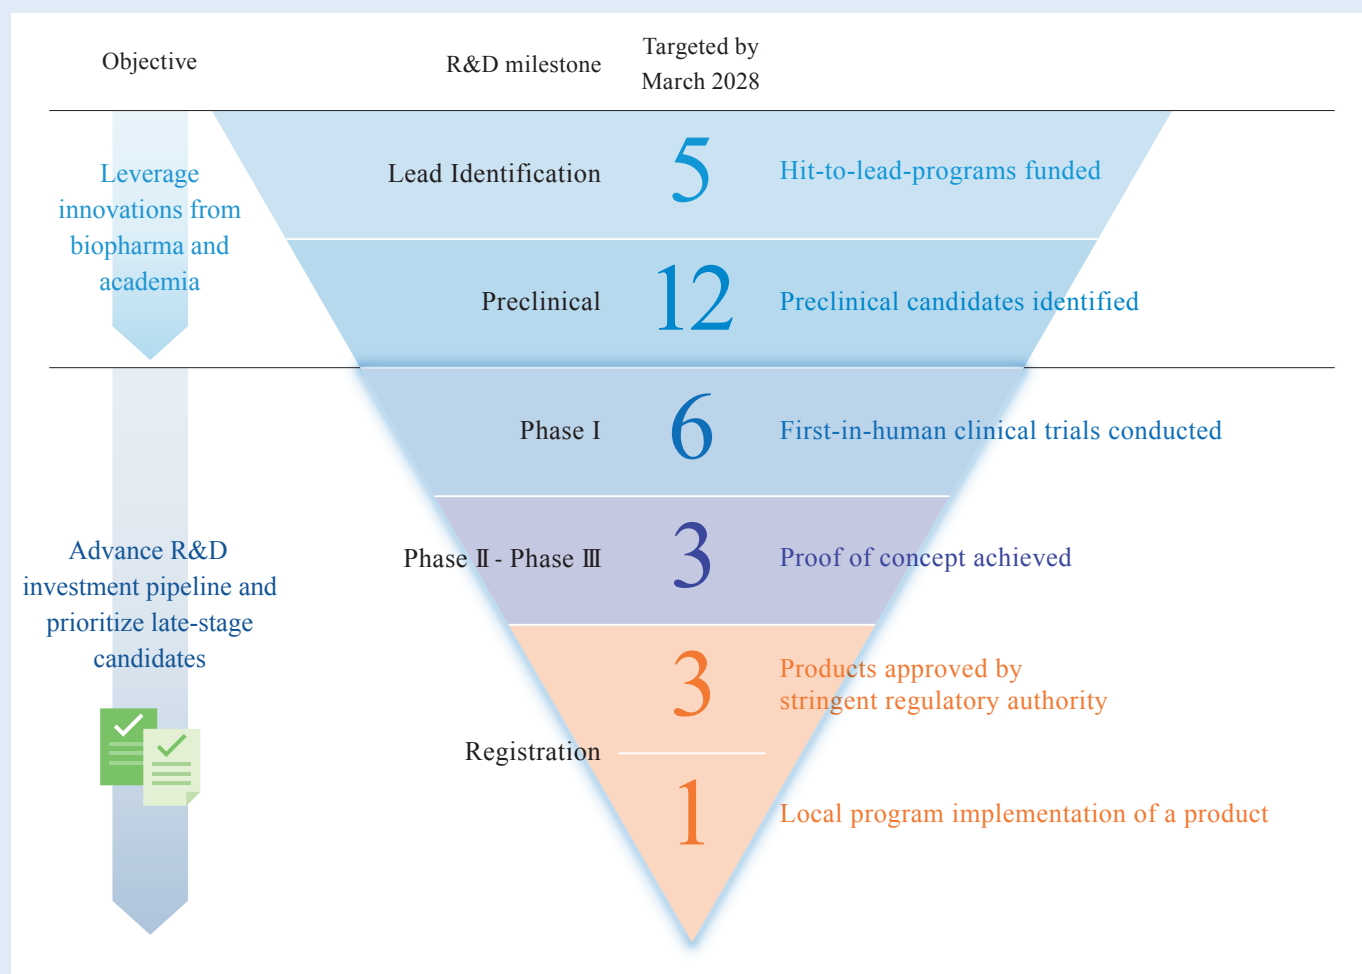 Objective
R&D milestone
Targeted by
March 2028
Leverage
innovations from
biopharma and
academia
Lead Identification
5
Hit-to-lead-programs funded
Preclinical
12
Preclinical candidates identified
Advance R&D
investment pipeline and
prioritize late-stage
candidates
Phase I
6
First-in-human clinical trials conducted
Phase Ⅱ - Phase Ⅲ
3
Proof of concept achieved
Registration
3
Products approved by
stringent regulatory authority
1
Local program implementation of a product